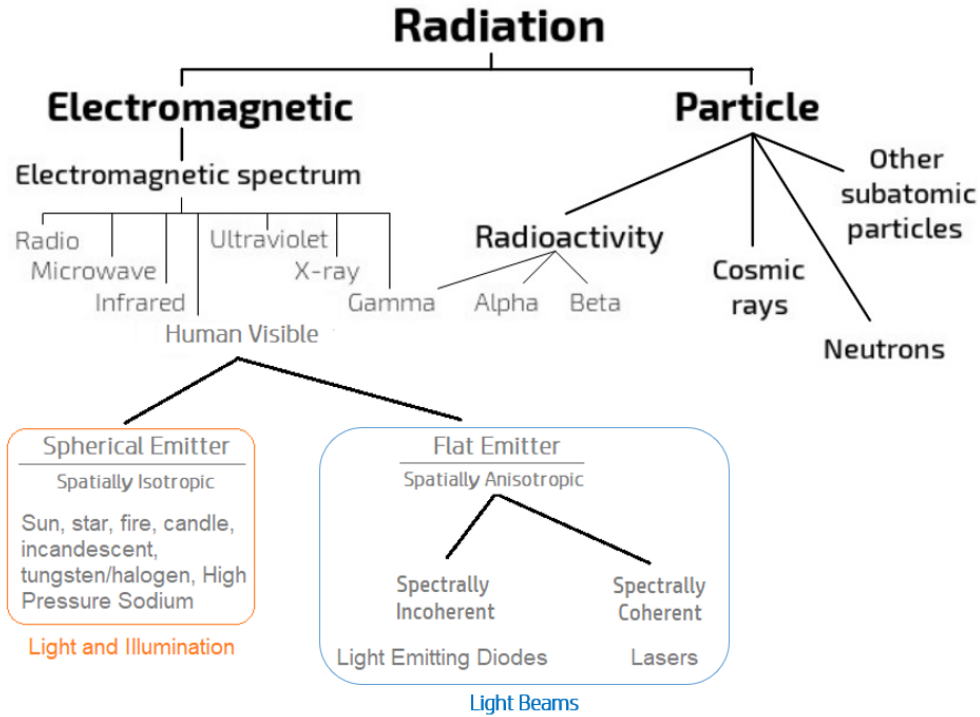 Radiation
Electromagnetic
Particle
Electromagnetic spectrum
Radio
Microwave
Infrared
Human Visible
Ultraviolet
X-ray
Gamma
Radioactivity
Alpha
Beta
Cosmic
rays
Neutrons
Other
subatomic
particles
Spherical Emitter
Spatially Isotropic
Sun, star, fire, candle,
incandescent,
tungsten/halogen, High
Pressure Sodium
Light and Illumination
Flat Emitter
Spatially Anisotropic
Spectrally
Incoherent
Light Emitting Diodes
Spectrally
Coherent
Lasers
Light Beams